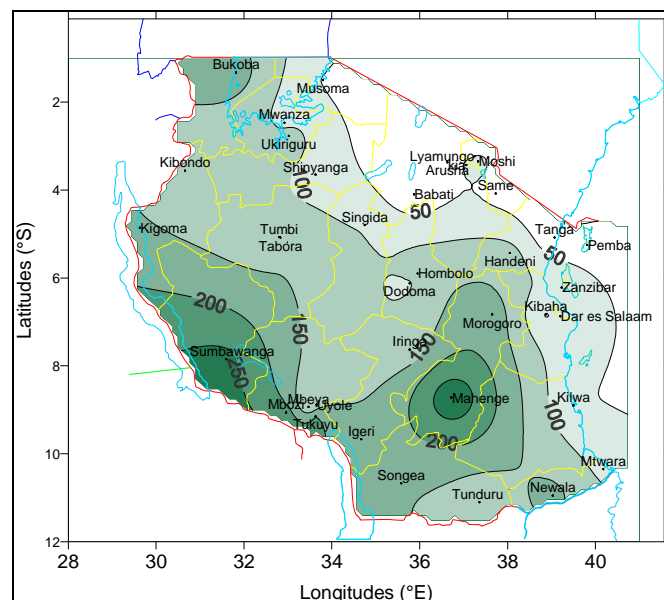 Bukoba
Musoma
2
Mwanza
Ukiriguru
Lyamungo
Moshi
kia
Kibondo
Shinyanga
Arusha
100
Same
4
Babati
Singida
50
Kigoma
Tumbi
Tanga
Tabora
Pemba
50
Handeni
6
Hombolo
Dodoma
Zanzibar
200
Kibaha
150
Morogoro
Dar es Salaam
Iringa
150
Sumbawanga
8
250
Mbeya
Mahenge
Kilwa
Mbozi
Uyole
100
Tukuyu
Igeri
200
10
Mtwara
Songea
Newala
Tunduru
12
28
30
32
34
36
38
40
Latitudes (°S)
Longitudes (°E)